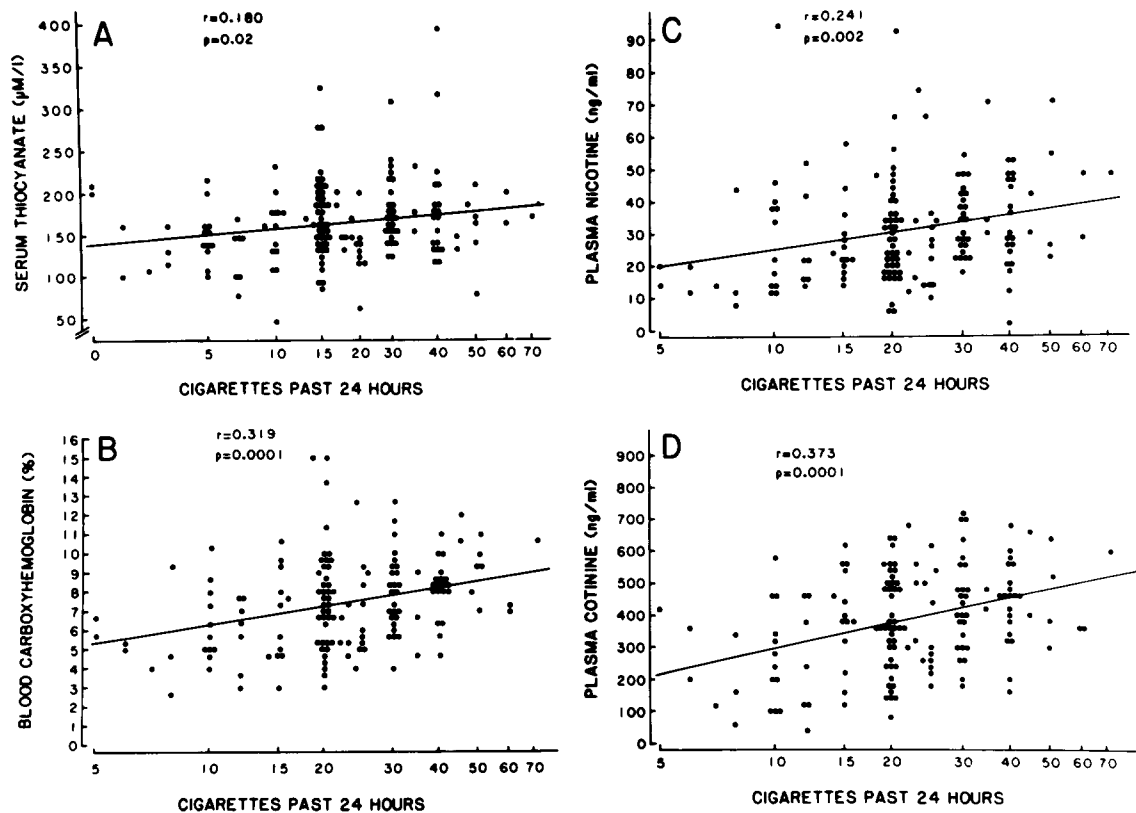 A
r=0.180
p=0.02
SERUM THIOCYANATE (µM/l)
400
350
300
250
200
150
100
50
0 5 10 15 20 30 40 50 60 70
CIGARETTES PAST 24 HOURS
C
r=0.241
p=0.002
PLASMA NICOTINE (ng/ml)
90
80
70
60
50
40
30
20
10
0
5 10 15 20 30 40 50 60 70
CIGARETTES PAST 24 HOURS
B
r=0.319
p=0.0001
BLOOD CARBOXYHEMOGLOBIN (%)
16
15
14
13
12
11
10
9
8
7
6
5
4
3
2
1
0
5 10 15 20 30 40 50 60 70
CIGARETTES PAST 24 HOURS
D
r=0.373
p=0.0001
PLASMA COTININE (ng/ml)
900
800
700
600
500
400
300
200
100
0
5 10 15 20 30 40 50 60 70
CIGARETTES PAST 24 HOURS